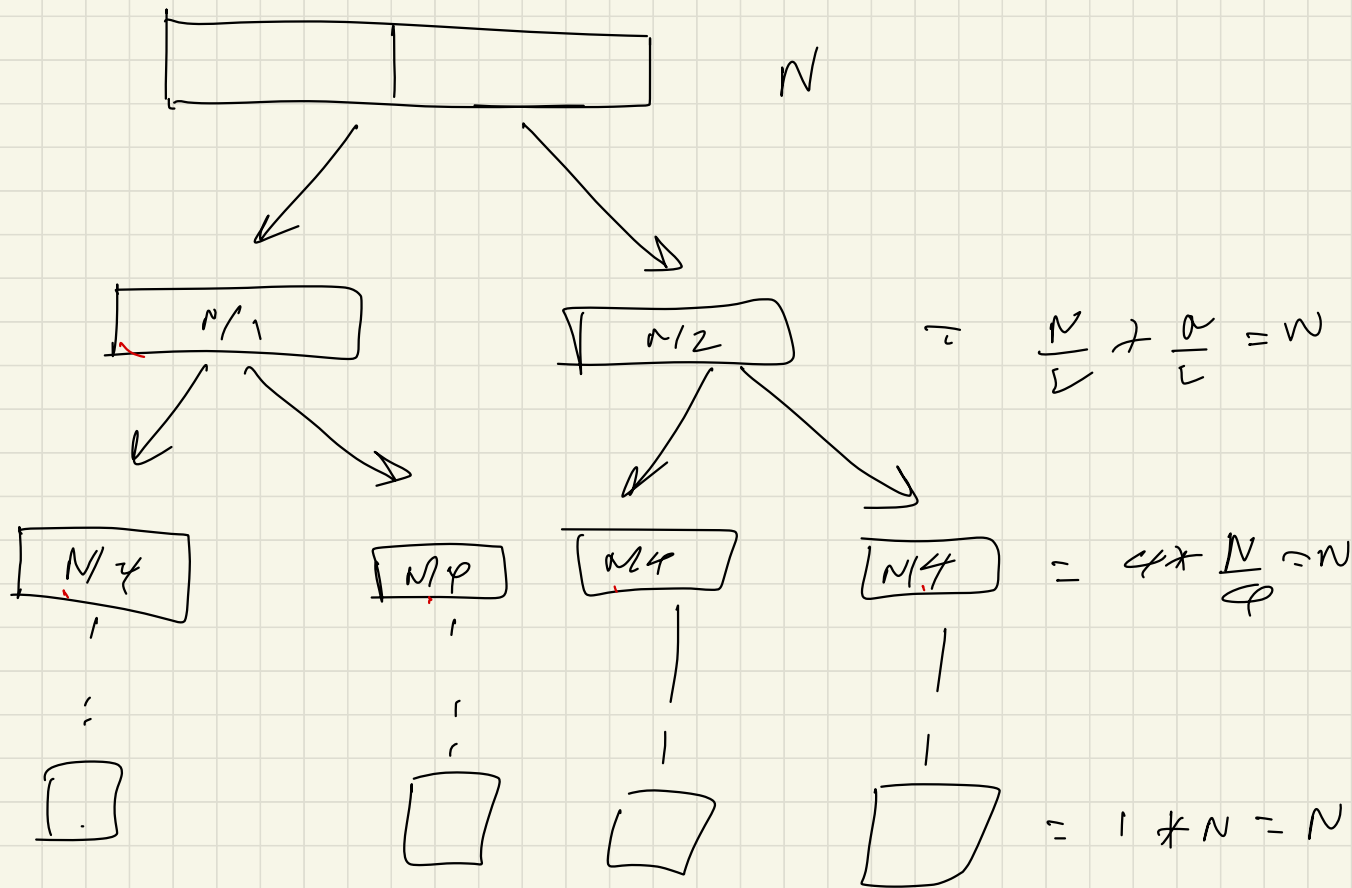 N
N/1
N/2
= N/2 + N/2 = N
N/4
N/4
N/4
N/4
= 4* N/4 = N
= 1 * N = N